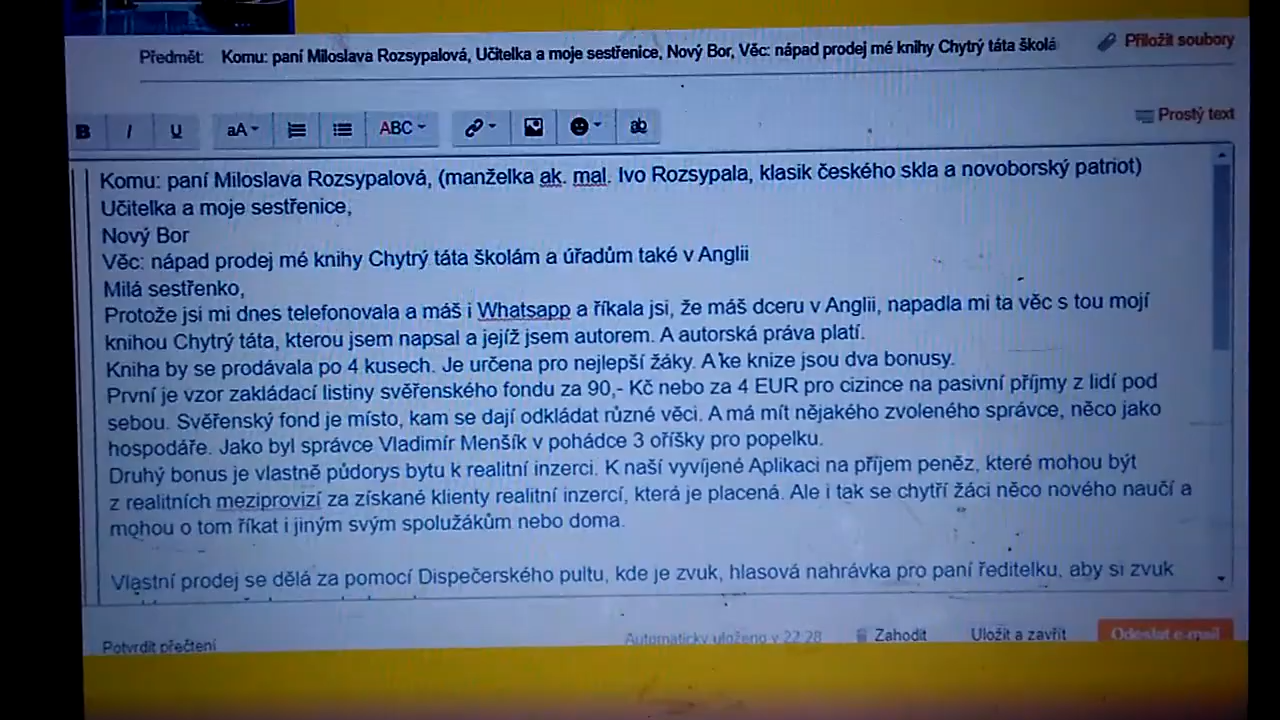 Předmět: Komu: paní Miloslava Rozsypalová, Učitelka a moje sestřenice, Nový Bor, Věc: nápad prodej mé knihy Chytrý táta školá
Přiložit soubory
Prostý text
B I U aA ABC ab
Komu: paní Miloslava Rozsypalová, (manželka ak. mal. Ivo Rozsypala, klasik českého skla a novoborský patriot)
Učitelka a moje sestřenice,
Nový Bor
Věc: nápad prodej mé knihy Chytrý táta školám a úřadům také v Anglii
Milá sestřenko,
Protože jsi mi dnes telefonovala a máš i Whatsapp a říkala jsi, že máš dceru v Anglii, napadla mi ta věc s tou mojí
knihou Chytrý táta, kterou jsem napsal a jejíž jsem autorem. A autorská práva platí.
Kniha by se prodávala po 4 kusech. Je určena pro nejlepší žáky. A ke knize jsou dva bonusy.
První je vzor zakládací listiny svěřenského fondu za 90,- Kč nebo za 4 EUR pro cizince na pasivní příjmy z lidí pod
sebou. Svěřenský fond je místo, kam se dají odkládat různé věci. A má mít nějakého zvoleného správce, něco jako
hospodáře. Jako byl správce Vladimír Menšík v pohádce 3 oříšky pro popelku.
Druhý bonus je vlastně půdorys bytu k realitní inzerci. K naší vyvíjené Aplikaci na příjem peněz, které mohou být
z realitních meziprovizí za získané klienty realitní inzercí, která je placená. Ale i tak se chytří žáci něco nového naučí a
mohou o tom říkat i jiným svým spolužákům nebo doma.
Vlastní prodej se dělá za pomocí Dispečerského pultu, kde je zvuk, hlasová nahrávka pro paní ředitelku, aby si zvuk
Potvrdit přečtení
Automaticky uloženo v 22:28
Zahodit
Uložit a zavřít
Odeslat e-mail